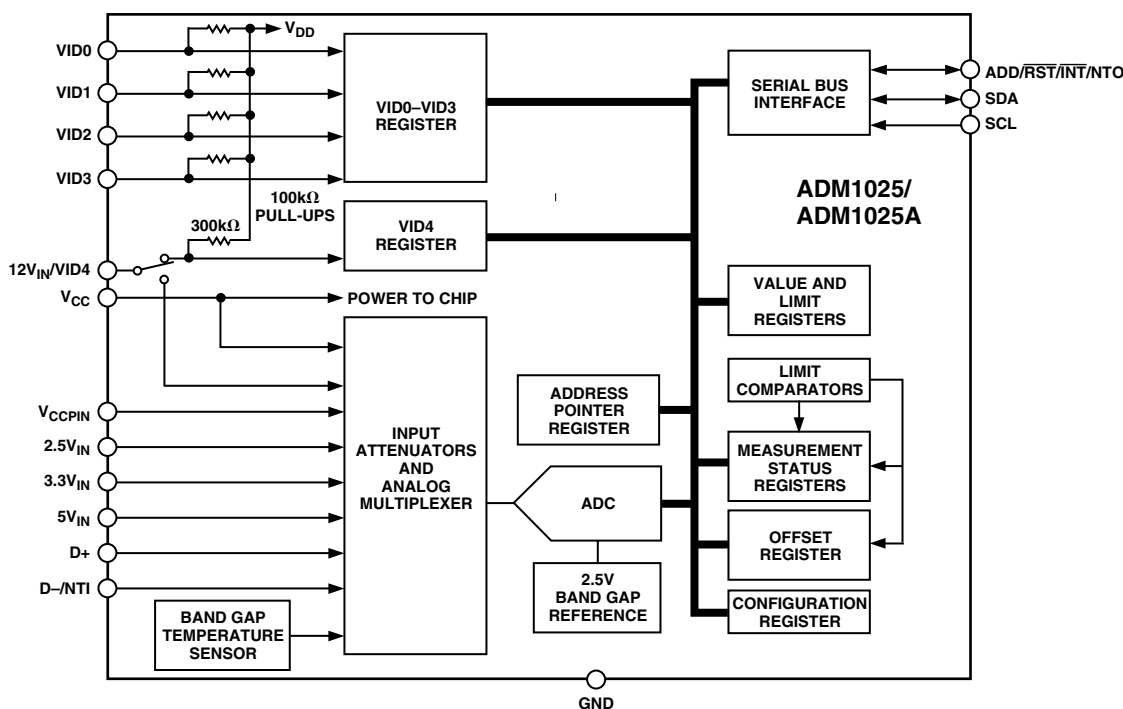 VID0
VID1
VID2
VID3
12V_IN/VID4
V_CC
V_CCPIN
2.5V_IN
3.3V_IN
5V_IN
D+
D–/NTI
V_DD
100kΩ
PULL-UPS
300kΩ
VID0–VID3
REGISTER
VID4
REGISTER
POWER TO CHIP
INPUT
ATTENUATORS
AND
ANALOG
MULTIPLEXER
BAND GAP
TEMPERATURE
SENSOR
ADDRESS
POINTER
REGISTER
ADC
2.5V
BAND GAP
REFERENCE
SERIAL BUS
INTERFACE
ADD/RST/INT/NTO
SDA
SCL
ADM1025/
ADM1025A
VALUE AND
LIMIT
REGISTERS
LIMIT
COMPARATORS
MEASUREMENT
STATUS
REGISTERS
OFFSET
REGISTER
CONFIGURATION
REGISTER
GND